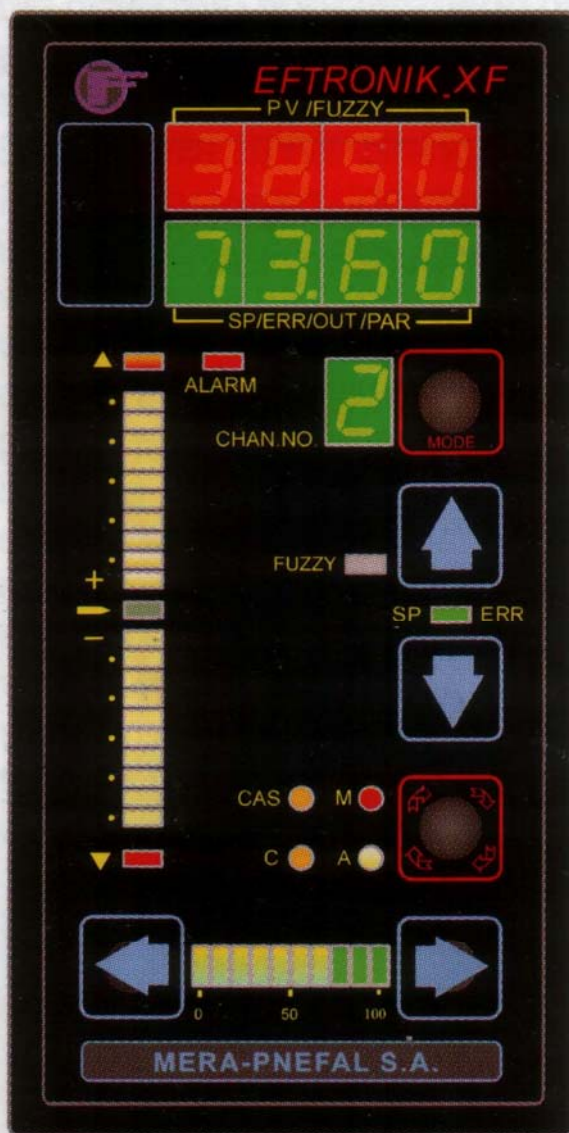 EFTRONIK XF
PV/FUZZY
385.0
73.60
SP/ERR/OUT/PAR
ALARM
2
CHAN.NO.
MODE
+
FUZZY
SP ERR
−
CAS M
C A
0 50 100
MERA-PNEFAL S.A.